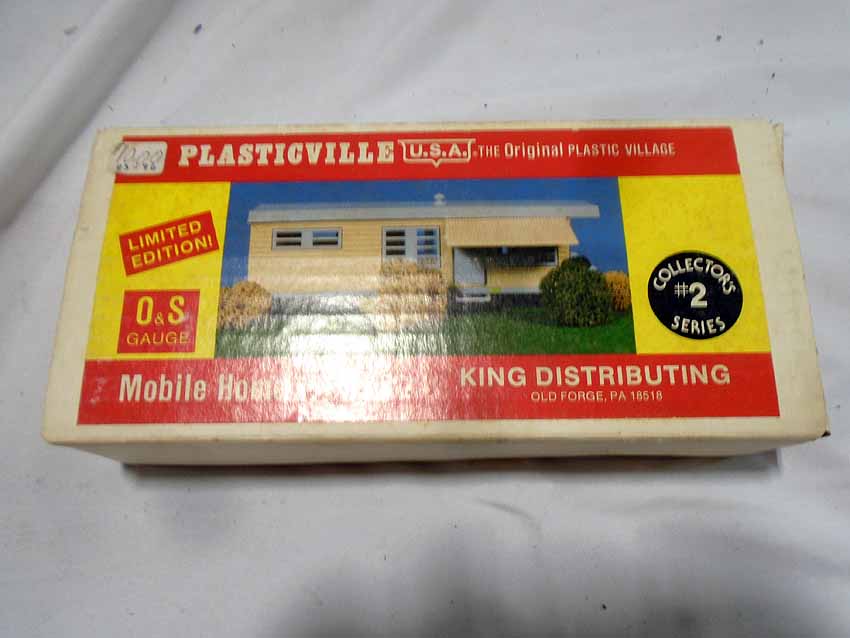 PLASTICVILLE U.S.A. THE Original PLASTIC VILLAGE
LIMITED
EDITION!
O&S
GAUGE
COLLECTOR'S
#2
SERIES
Mobile Home
KING DISTRIBUTING
OLD FORGE, PA 18518